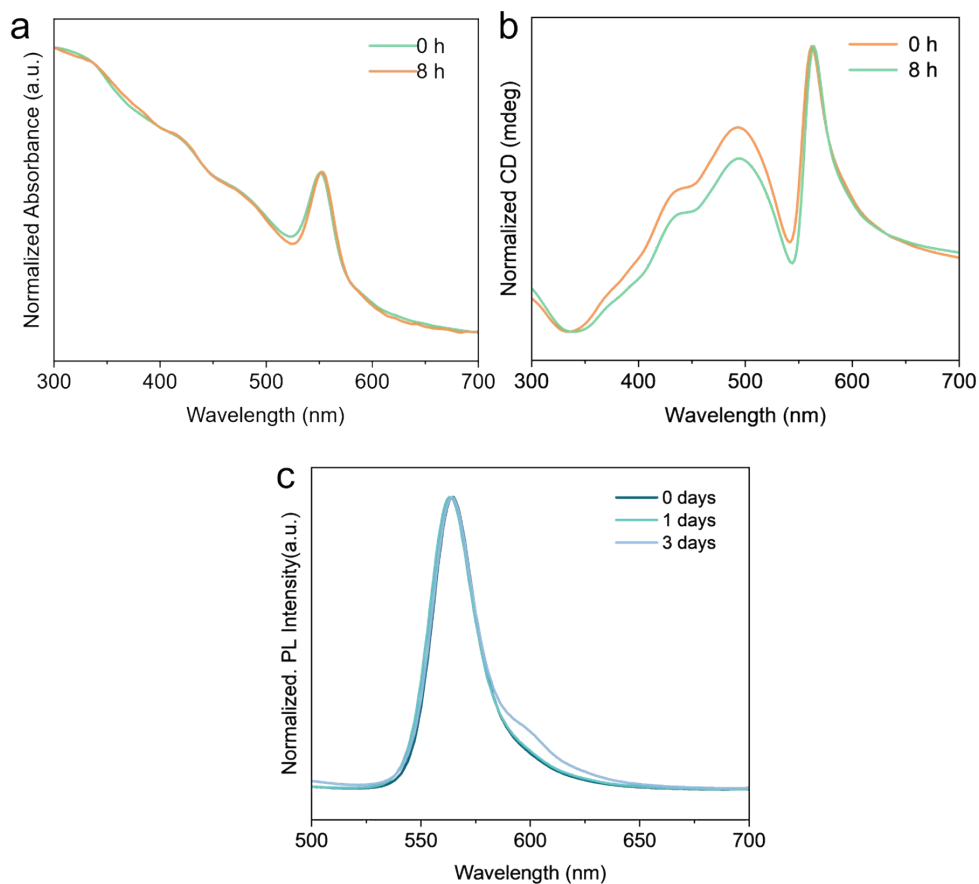 a
Normalized Absorbance (a.u.)
0 h
8 h
300 400 500 600 700
Wavelength (nm)
b
Normalized CD (mdeg)
0 h
8 h
300 400 500 600 700
Wavelength (nm)
c
Normalized. PL Intensity(a.u.)
0 days
1 days
3 days
500 550 600 650 700
Wavelength (nm)